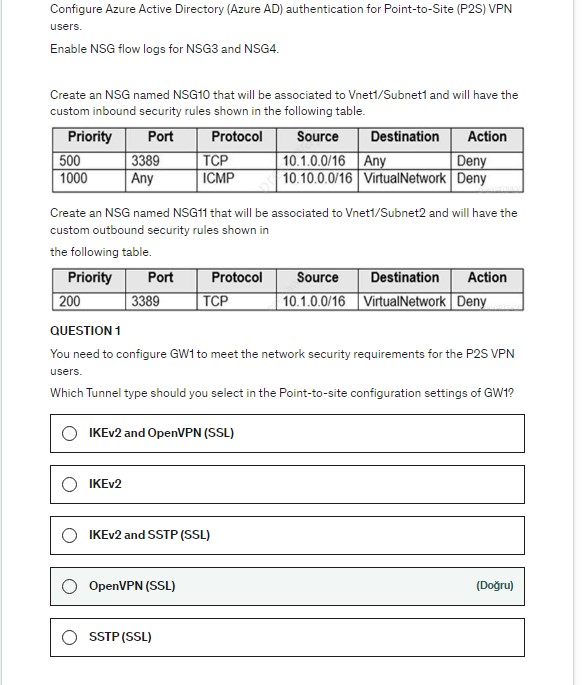 Configure Azure Active Directory (Azure AD) authentication for Point-to-Site (P2S) VPN
users.
Enable NSG flow logs for NSG3 and NSG4.
Create an NSG named NSG10 that will be associated to Vnet1/Subnet1 and will have the
custom inbound security rules shown in the following table.
Priority Port Protocol Source Destination Action
500 3389 TCP 10.1.0.0/16 Any Deny
1000 Any ICMP 10.10.0.0/16 VirtualNetwork Deny
Create an NSG named NSG11 that will be associated to Vnet1/Subnet2 and will have the
custom outbound security rules shown in
the following table.
Priority Port Protocol Source Destination Action
200 3389 TCP 10.1.0.0/16 VirtualNetwork Deny
QUESTION 1
You need to configure GW1 to meet the network security requirements for the P2S VPN
users.
Which Tunnel type should you select in the Point-to-site configuration settings of GW1?
IKEv2 and OpenVPN (SSL)
IKEv2
IKEv2 and SSTP (SSL)
OpenVPN (SSL) (Doğru)
SSTP (SSL)